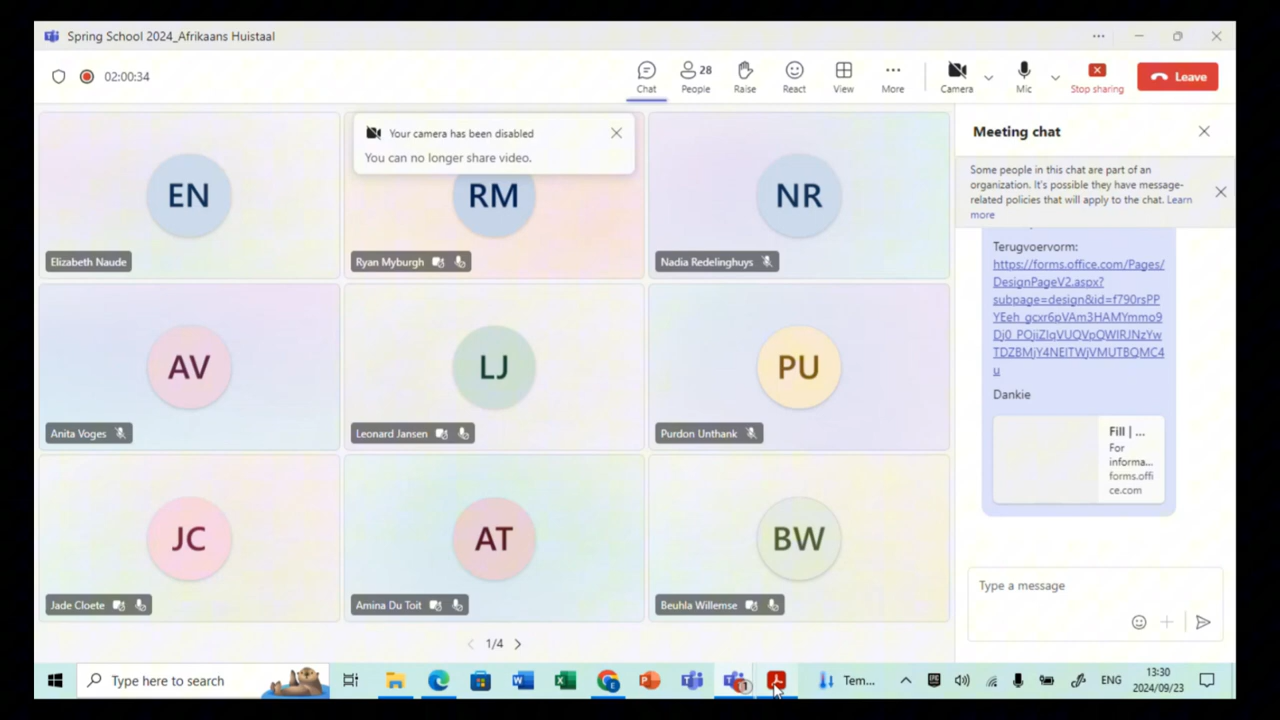 Spring School 2024_Afrikaans Huistaal
02:00:34
Chat
28
People
Raise
React
View
More
Camera
Mic
Stop sharing
Leave
Your camera has been disabled
You can no longer share video.
EN
Elizabeth Naude
RM
Ryan Myburgh
NR
Nadia Redelinghuys
AV
Anita Voges
LJ
Leonard Jansen
PU
Purdon Unthank
JC
Jade Cloete
AT
Amina Du Toit
BW
Beuhla Willemse
1/4
Meeting chat
Some people in this chat are part of an
organization. It's possible they have message-
related policies that will apply to the chat. Learn
more
Terugvoervorm:
https://forms.office.com/Pages/
DesignPageV2.aspx?
subpage=design&id=f790rsPP
Dankie
Fill | ...
For
informa...
forms.offi
ce.com
Type a message
Type here to search
1
Tem...
ENG
13:30
2024/09/23